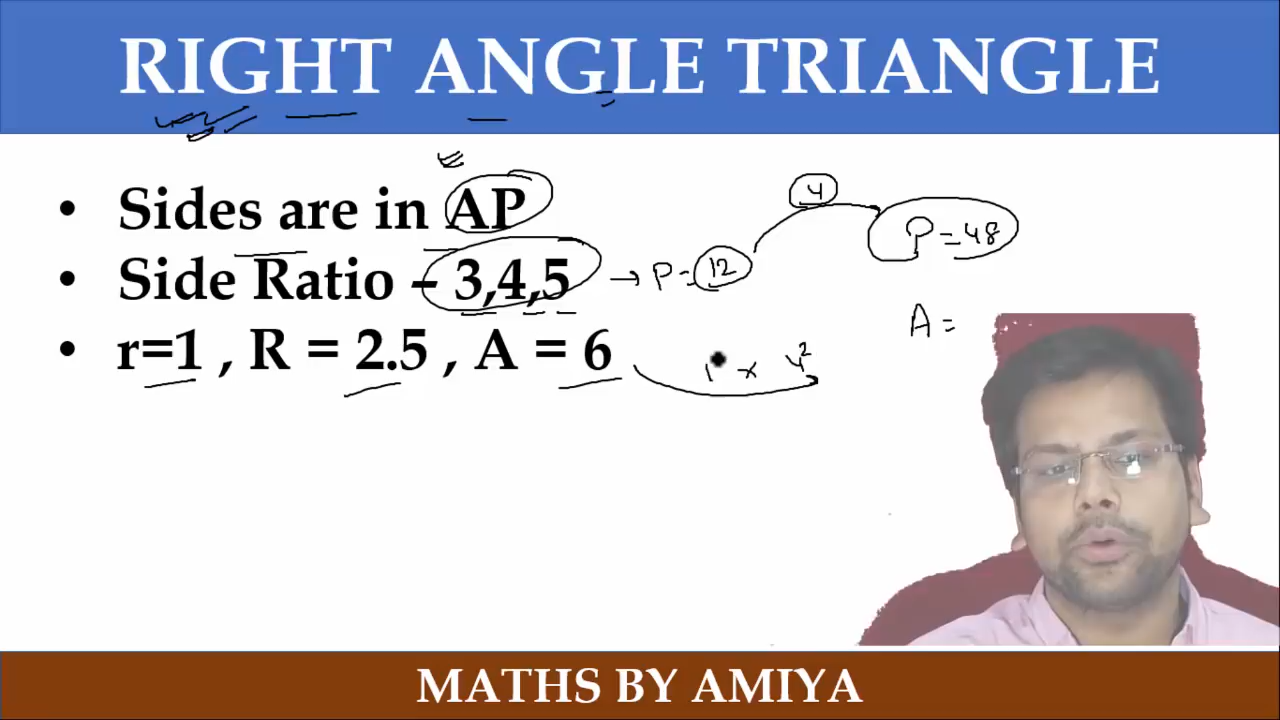 RIGHT ANGLE TRIANGLE
• Sides are in AP
4
P=48
• Side Ratio – 3,4,5 → P=12
A=
• r=1 , R = 2.5 , A = 6
x 4²
MATHS BY AMIYA